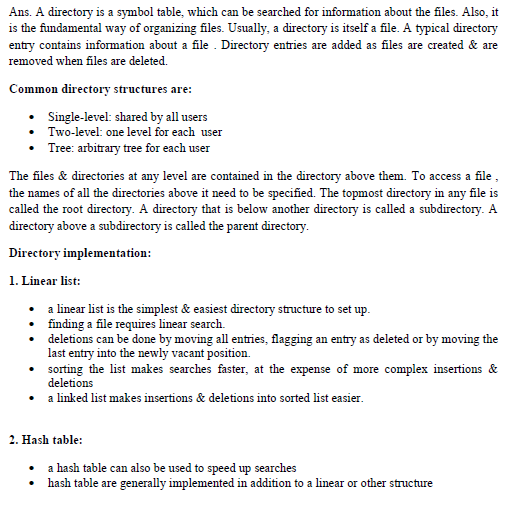 Ans. A directory is a symbol table, which can be searched for information about the files. Also, it
is the fundamental way of organizing files. Usually, a directory is itself a file. A typical directory
entry contains information about a file . Directory entries are added as files are created & are
removed when files are deleted.
Common directory structures are:
• Single-level: shared by all users
• Two-level: one level for each user
• Tree: arbitrary tree for each user
The files & directories at any level are contained in the directory above them. To access a file ,
the names of all the directories above it need to be specified. The topmost directory in any file is
called the root directory. A directory that is below another directory is called a subdirectory. A
directory above a subdirectory is called the parent directory.
Directory implementation:
1. Linear list:
• a linear list is the simplest & easiest directory structure to set up.
• finding a file requires linear search.
• deletions can be done by moving all entries, flagging an entry as deleted or by moving the
last entry into the newly vacant position.
• sorting the list makes searches faster, at the expense of more complex insertions &
deletions
• a linked list makes insertions & deletions into sorted list easier.
2. Hash table:
• a hash table can also be used to speed up searches
• hash table are generally implemented in addition to a linear or other structure